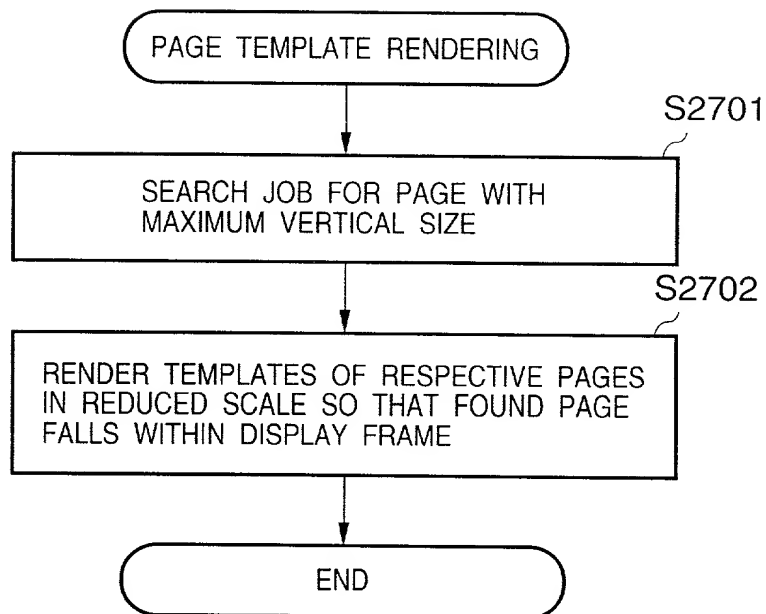 PAGE TEMPLATE RENDERING
S2701
SEARCH JOB FOR PAGE WITH
MAXIMUM VERTICAL SIZE
S2702
RENDER TEMPLATES OF RESPECTIVE PAGES
IN REDUCED SCALE SO THAT FOUND PAGE
FALLS WITHIN DISPLAY FRAME
END